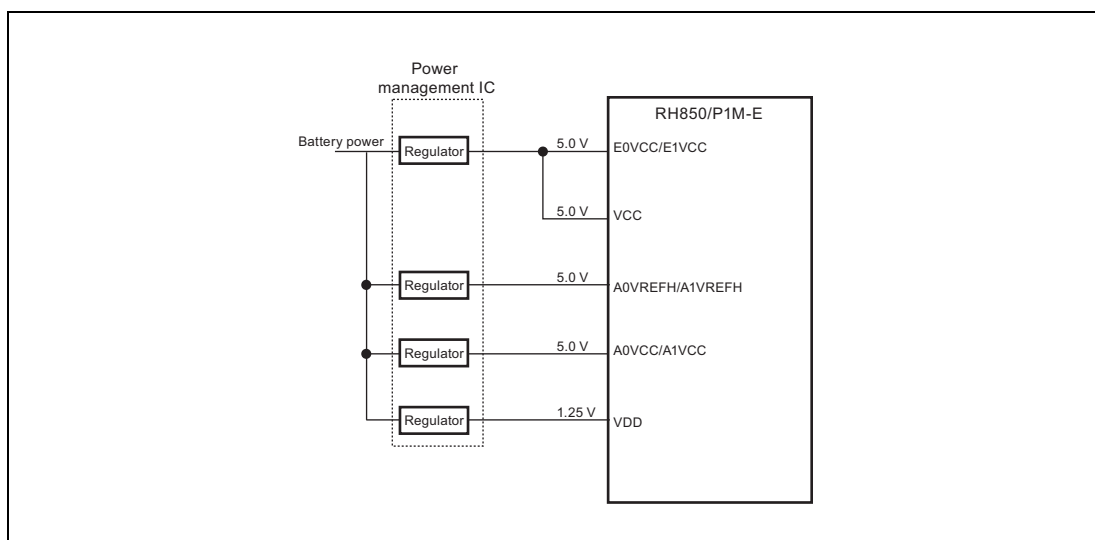 Power
management IC
RH850/P1M-E
Battery power
Regulator
5.0 V
E0VCC/E1VCC
5.0 V
VCC
Regulator
5.0 V
A0VREFH/A1VREFH
Regulator
5.0 V
A0VCC/A1VCC
Regulator
1.25 V
VDD